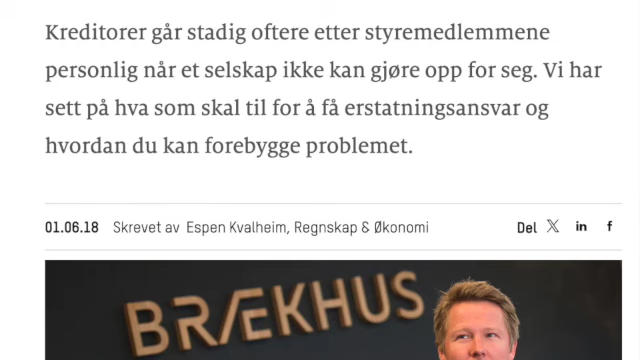 Kreditorer går stadig oftere etter styremedlemmene
personlig når et selskap ikke kan gjøre opp for seg. Vi har
sett på hva som skal til for å få erstatningsansvar og
hvordan du kan forebygge problemet.
01.06.18 Skrevet av Espen Kvalheim, Regnskap & Økonomi Del X in f
BRÆKHUS